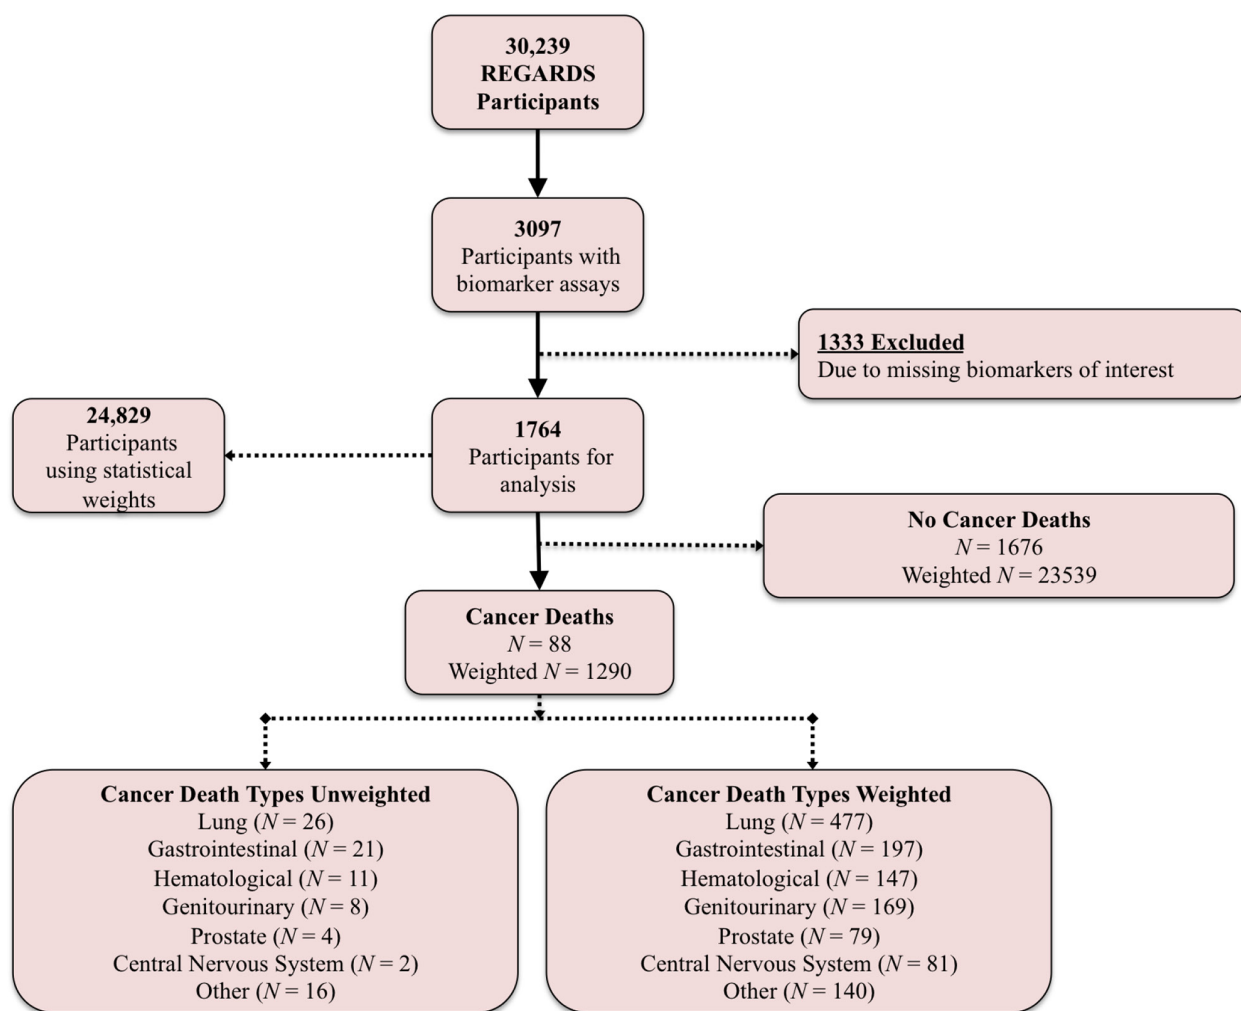 30,239
REGARDS
Participants
3097
Participants with
biomarker assays
1333 Excluded
Due to missing biomarkers of interest
24,829
Participants
using statistical
weights
1764
Participants for
analysis
No Cancer Deaths
N = 1676
Weighted N = 23539
Cancer Deaths
N = 88
Weighted N = 1290
Cancer Death Types Unweighted
Lung (N = 26)
Gastrointestinal (N = 21)
Hematological (N = 11)
Genitourinary (N = 8)
Prostate (N = 4)
Central Nervous System (N = 2)
Other (N = 16)
Cancer Death Types Weighted
Lung (N = 477)
Gastrointestinal (N = 197)
Hematological (N = 147)
Genitourinary (N = 169)
Prostate (N = 79)
Central Nervous System (N = 81)
Other (N = 140)